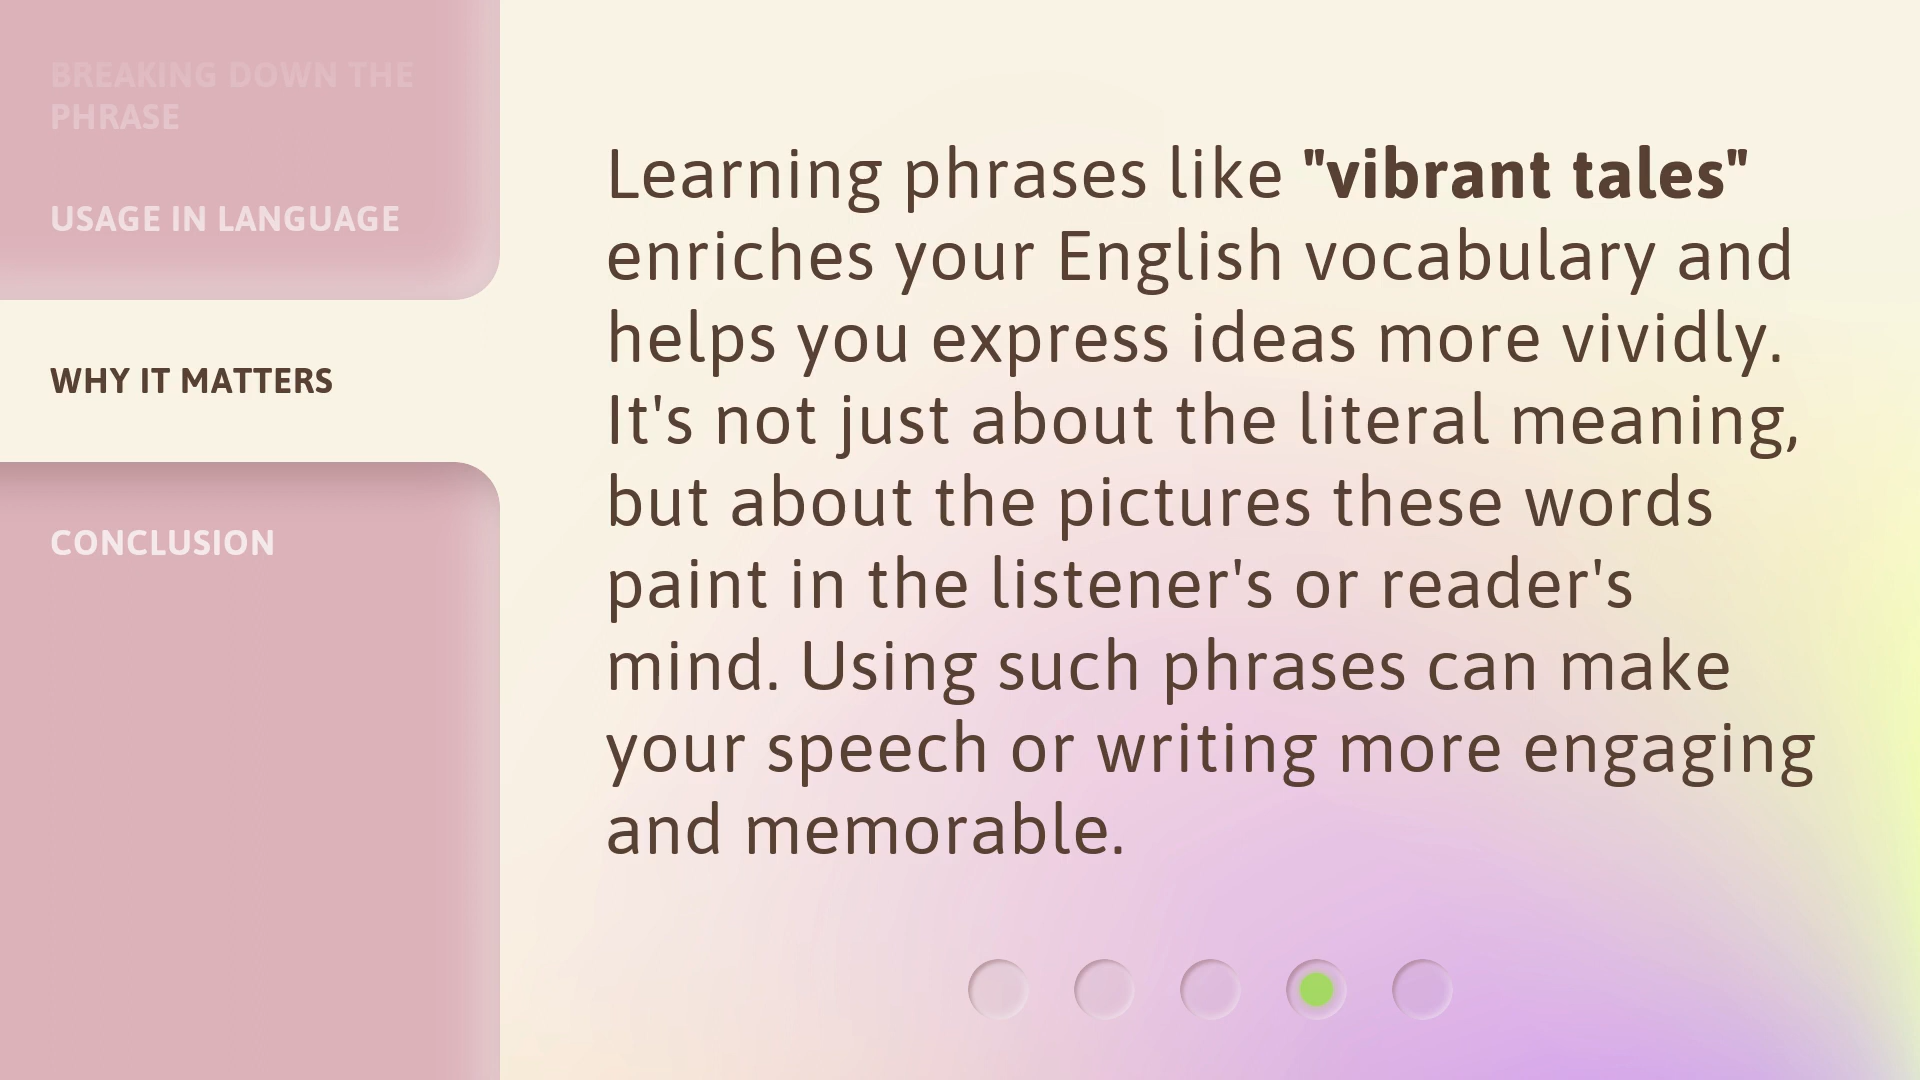 BREAKING DOWN THE
PHRASE
USAGE IN LANGUAGE
WHY IT MATTERS
CONCLUSION
Learning phrases like "vibrant tales"
enriches your English vocabulary and
helps you express ideas more vividly.
It's not just about the literal meaning,
but about the pictures these words
paint in the listener's or reader's
mind. Using such phrases can make
your speech or writing more engaging
and memorable.